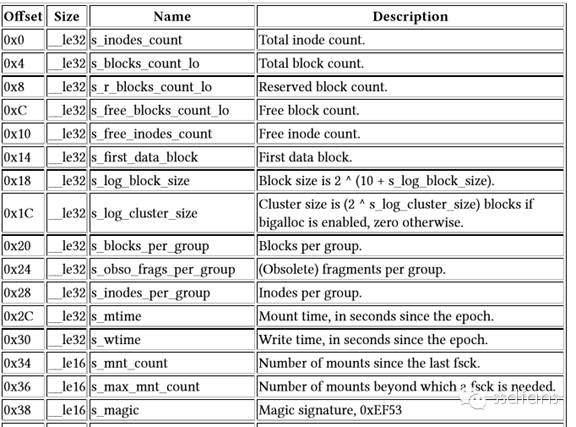 Offset Size Name Description
0x0 __le32 s_inodes_count Total inode count.
0x4 __le32 s_blocks_count_lo Total block count.
0x8 __le32 s_r_blocks_count_lo Reserved block count.
0xC __le32 s_free_blocks_count_lo Free block count.
0x10 __le32 s_free_inodes_count Free inode count.
0x14 __le32 s_first_data_block First data block.
0x18 __le32 s_log_block_size Block size is 2 ^ (10 + s_log_block_size).
0x1C __le32 s_log_cluster_size Cluster size is (2 ^ s_log_cluster_size) blocks if
bigalloc is enabled, zero otherwise.
0x20 __le32 s_blocks_per_group Blocks per group.
0x24 __le32 s_obso_frags_per_group (Obsolete) fragments per group.
0x28 __le32 s_inodes_per_group Inodes per group.
0x2C __le32 s_mtime Mount time, in seconds since the epoch.
0x30 __le32 s_wtime Write time, in seconds since the epoch.
0x34 __le16 s_mnt_count Number of mounts since the last fsck.
0x36 __le16 s_max_mnt_count Number of mounts beyond which a fsck is needed.
0x38 __le16 s_magic Magic signature, 0xEF53
ssdfans